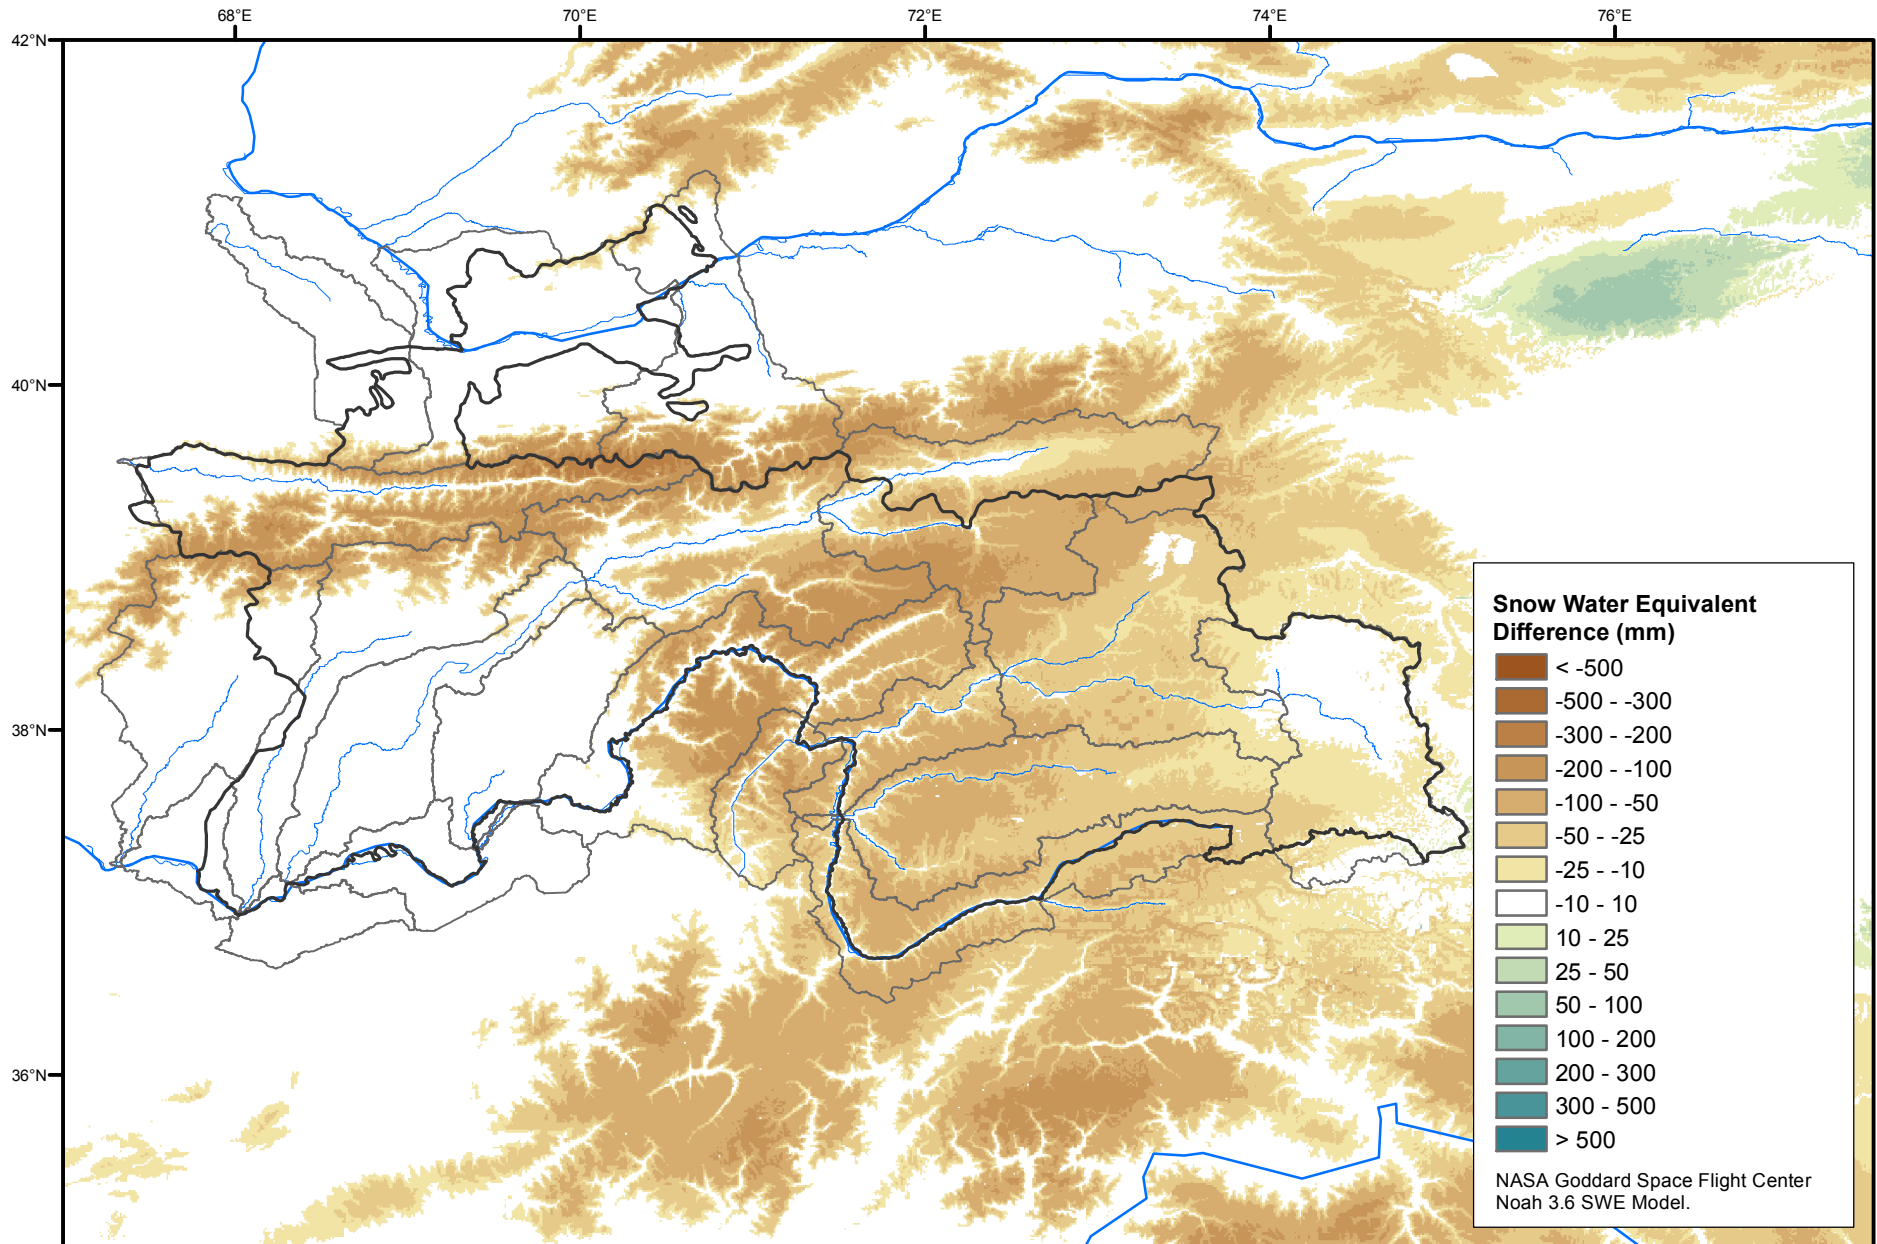 68°E
70°E
72°E
74°E
76°E
42°N
40°N
38°N
36°N
Snow Water Equivalent
Difference (mm)
< -500
-500 - -300
-300 - -200
-200 - -100
-100 - -50
-50 - -25
-25 - -10
-10 - 10
10 - 25
25 - 50
50 - 100
100 - 200
200 - 300
300 - 500
> 500
NASA Goddard Space Flight Center
Noah 3.6 SWE Model.